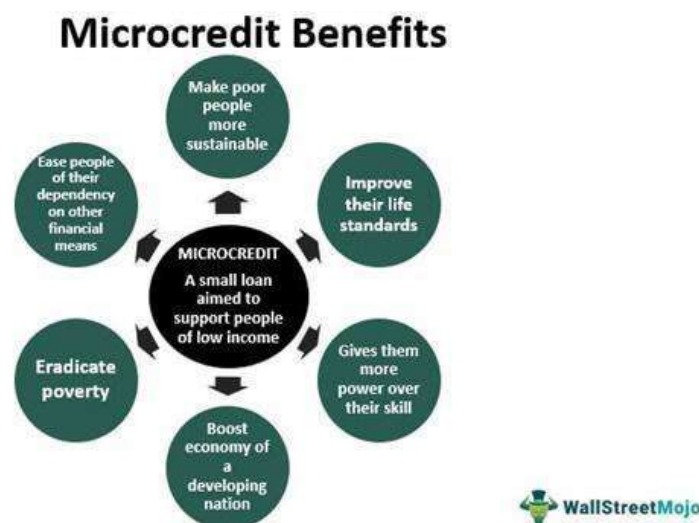 Microcredit Benefits
Make poor
people
more
sustainable
Ease people
of their
dependency
on other
financial
means
Improve
their life
standards
MICROCREDIT
A small loan
aimed to
support people
of low income
Eradicate
poverty
Gives them
more
power over
their skill
Boost
economy of
a
developing
nation
WallStreetMojo